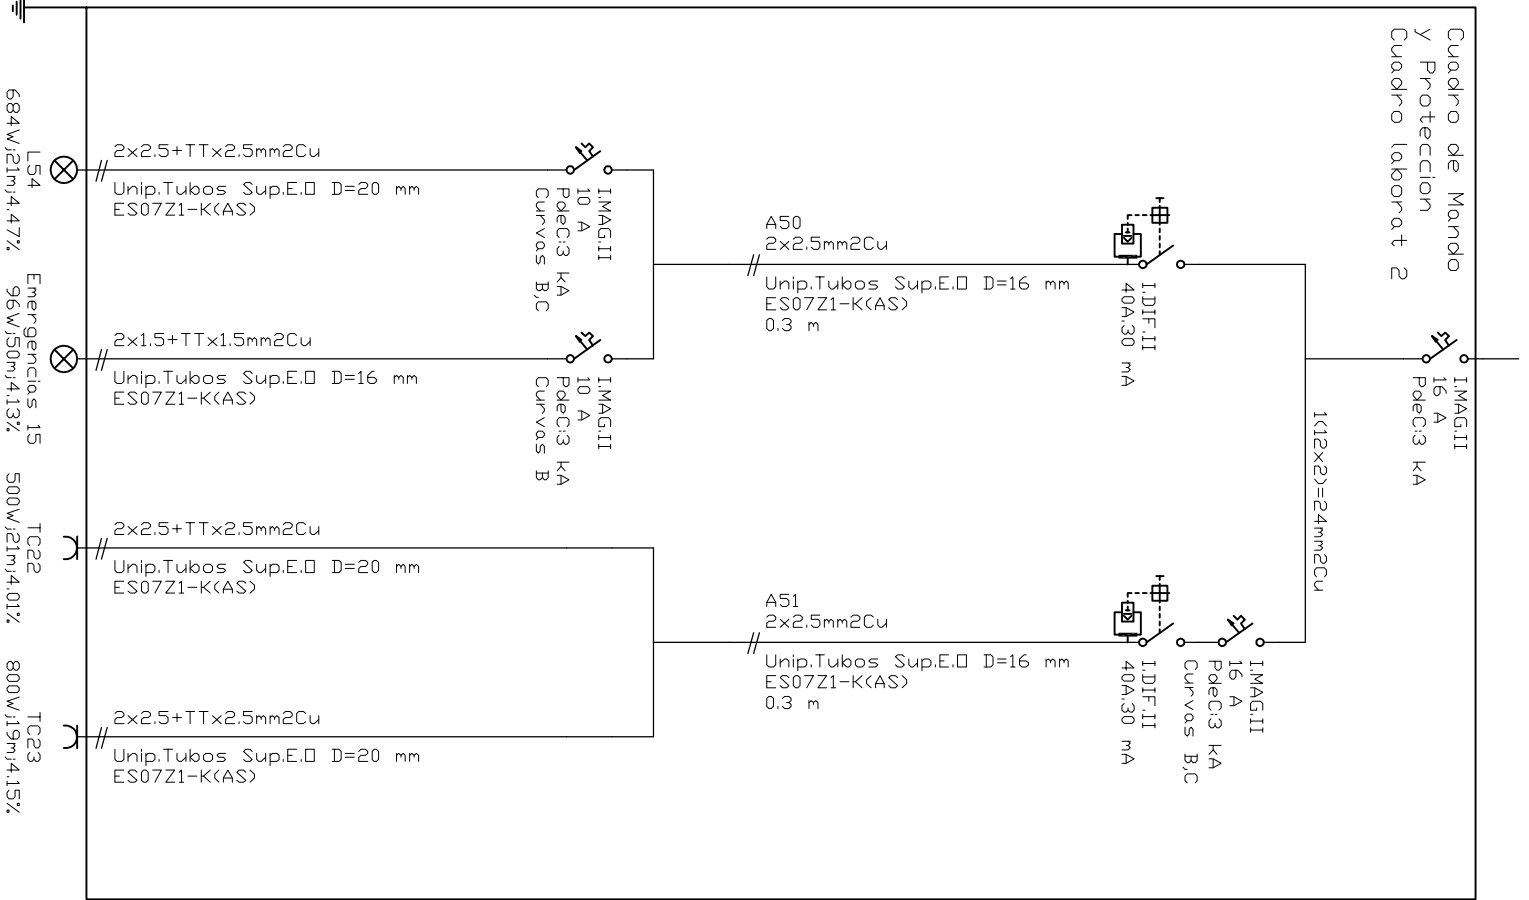 Cuadro de Mando
y Proteccion
Cuadro laborat 2
I.MAG.II
16 A
PdeC:3 kA
1(12x2)=24mm2Cu
I.DIF.II
40A.30 mA
A50
2x2.5mm2Cu
Unip.Tubos Sup.E.□ D=16 mm
ES07Z1-K(AS)
0.3 m
I.MAG.II
16 A
PdeC:3 kA
Curvas B,C
I.DIF.II
40A.30 mA
A51
2x2.5mm2Cu
Unip.Tubos Sup.E.□ D=16 mm
ES07Z1-K(AS)
0.3 m
I.MAG.II
10 A
PdeC:3 kA
Curvas B,C
2x2.5+TTx2.5mm2Cu
Unip.Tubos Sup.E.□ D=20 mm
ES07Z1-K(AS)
L54
684W;21m;4.47%
I.MAG.II
10 A
PdeC:3 kA
Curvas B
2x1.5+TTx1.5mm2Cu
Unip.Tubos Sup.E.□ D=16 mm
ES07Z1-K(AS)
Emergencias 15
96W;50m;4.13%
2x2.5+TTx2.5mm2Cu
Unip.Tubos Sup.E.□ D=20 mm
ES07Z1-K(AS)
TC22
500W;21m;4.01%
2x2.5+TTx2.5mm2Cu
Unip.Tubos Sup.E.□ D=20 mm
ES07Z1-K(AS)
TC23
800W;19m;4.15%